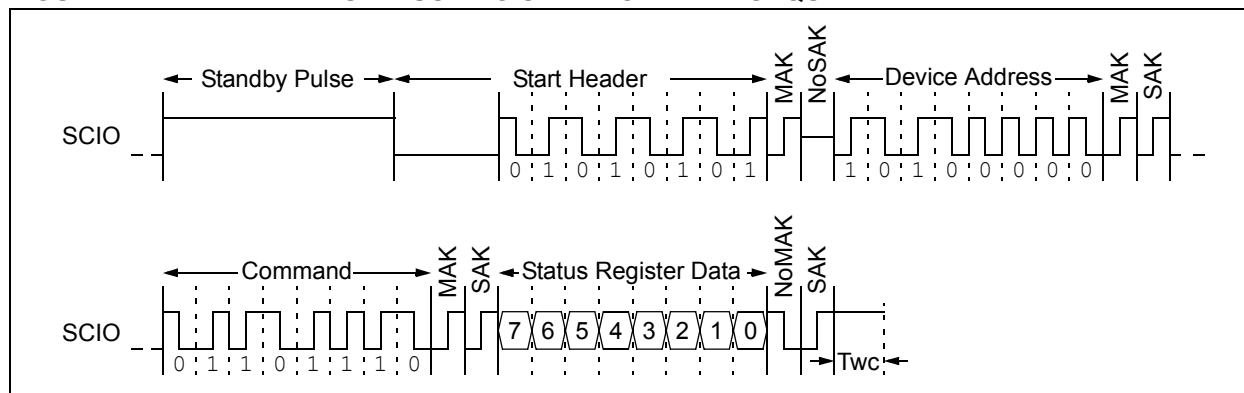 Standby Pulse Start Header MAK NoSAK Device Address MAK SAK
SCIO
0 1 0 1 0 1 0 1 1 0 1 0 0 0 0 0
Command MAK SAK Status Register Data NoMAK SAK
SCIO 7 6 5 4 3 2 1 0
0 1 1 0 1 1 1 0 Twc